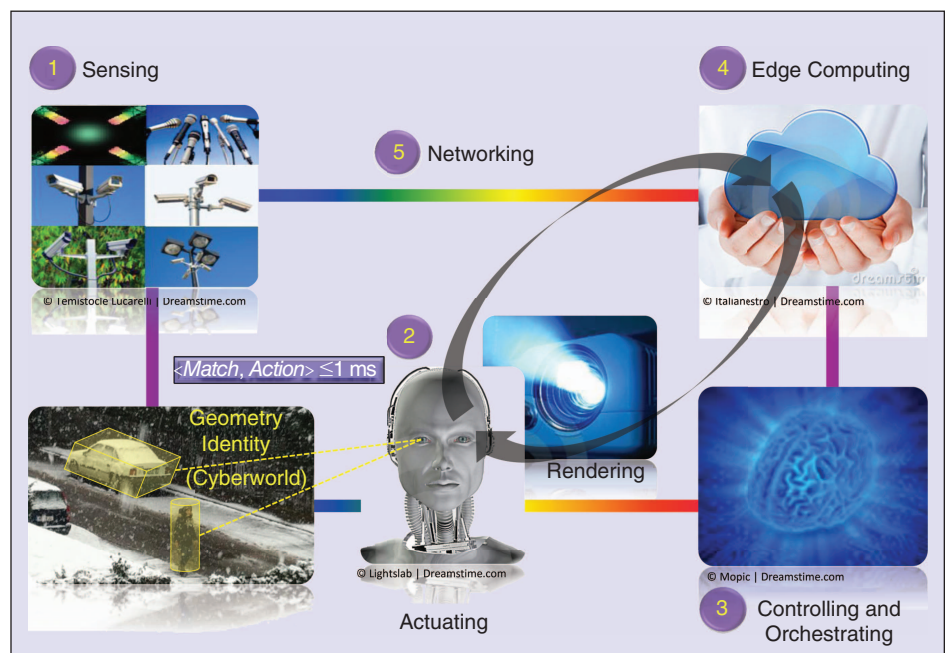 1 Sensing
4 Edge Computing
5 Networking
dreamstime
© Temistocle Lucarelli | Dreamstime.com
© Italianestro | Dreamstime.com
2
<Match, Action> ≤1 ms
Geometry
Identity
(Cyberworld)
Rendering
© Lightslab | Dreamstime.com
© Mopic | Dreamstime.com
Actuating
3 Controlling and
Orchestrating